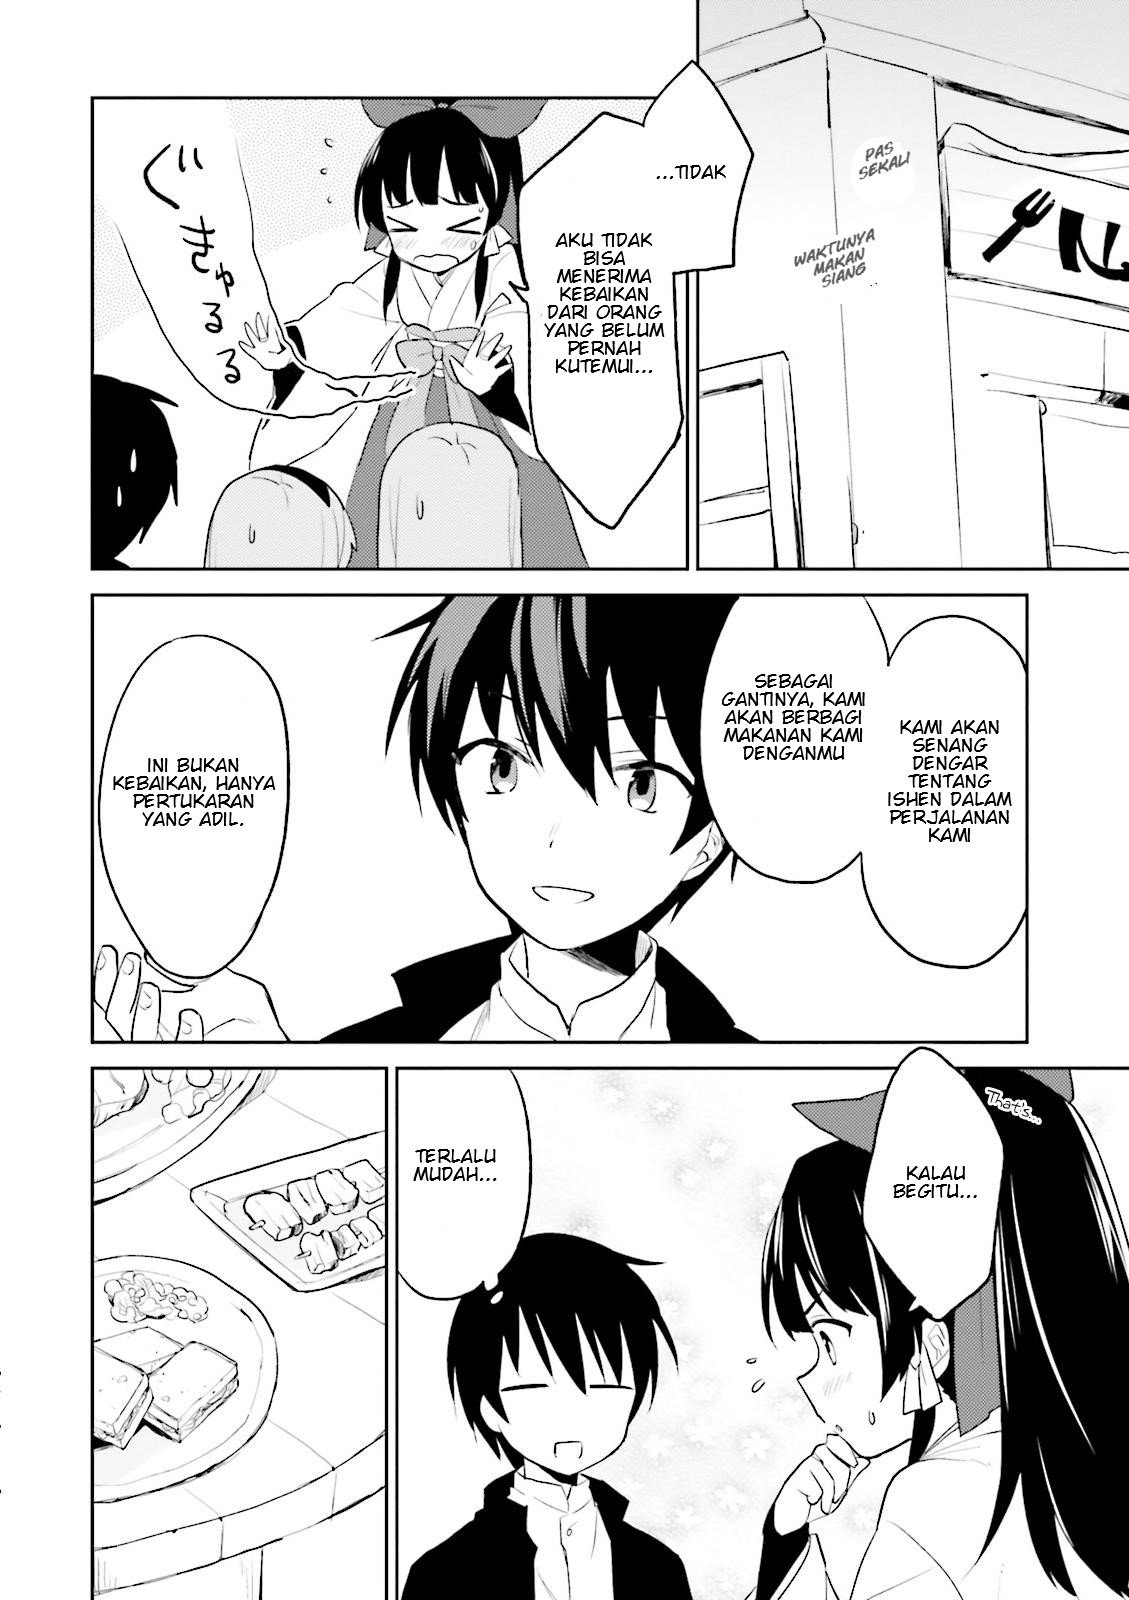 PAS
SEKALI
WAKTUNYA
MAKAN
SIANG
..
...TIDAK
AKU TIDAK
BISA
MENERIMA
KEBAIKAN
DARI ORANG
YANG BELUM
PERNAH
KUTEMUI...
ぐぎゅるるる
KAMI AKAN
SENANG
DENGAR
TENTANG
ISHEN DALAM
PERJALANAN
KAMI
SEBAGAI
GANTINYA, KAMI
AKAN BERBAGI
MAKANAN KAMI
DENGANMU
INI BUKAN
KEBAIKAN, HANYA
PERTUKARAN
YANG ADIL.
That's...
KALAU
BEGITU...
TERLALU
MUDAH...